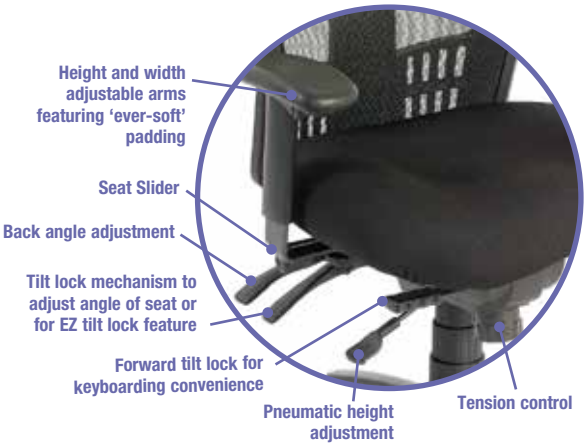 Height and width
adjustable arms
featuring ‘ever-soft’
padding
Seat Slider
Back angle adjustment
Tilt lock mechanism to
adjust angle of seat or
for EZ tilt lock feature
Forward tilt lock for
keyboarding convenience
Pneumatic height
adjustment
Tension control